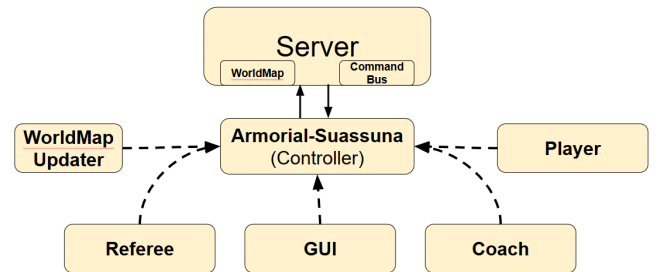 Server
WorldMap
Command
Bus
Armorial-Suassuna
(Controller)
WorldMap
Updater
Player
Referee
GUI
Coach